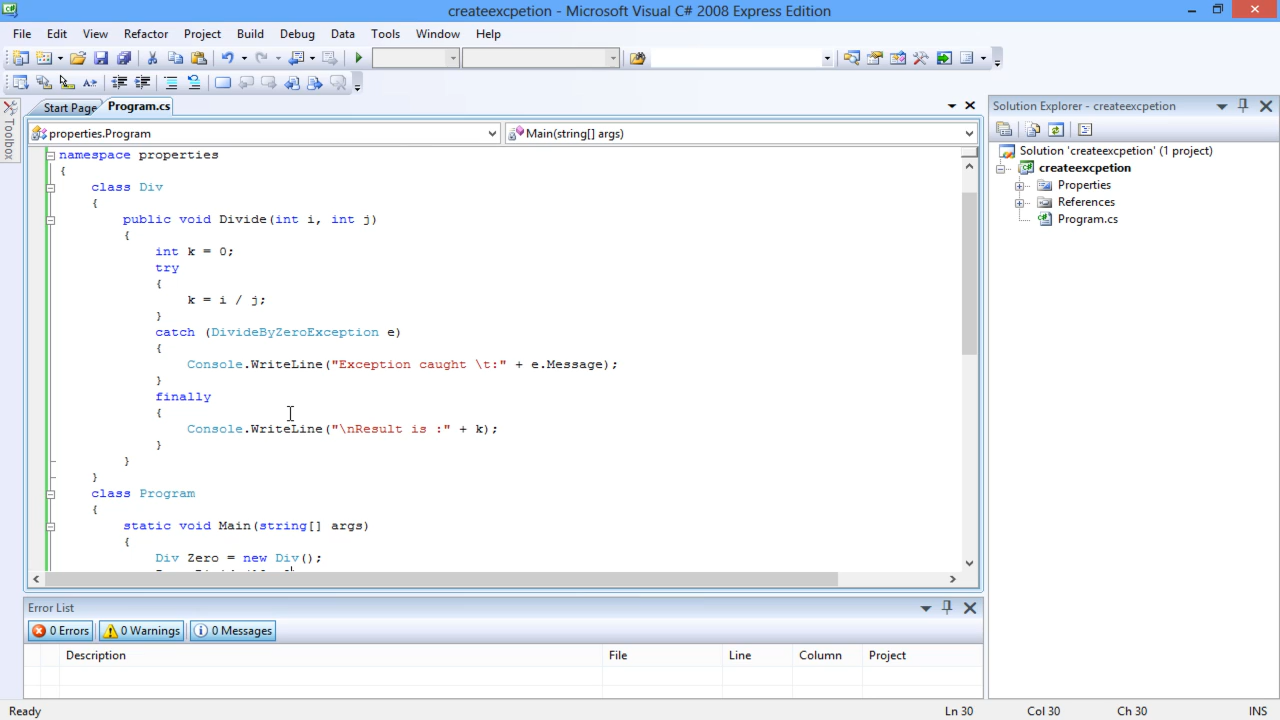 createexcpetion - Microsoft Visual C# 2008 Express Edition
File Edit View Refactor Project Build Debug Data Tools Window Help
Start Page Program.cs
Solution Explorer - createexcpetion
Toolbox
properties.Program Main(string[] args)
namespace properties
{
class Div
{
public void Divide(int i, int j)
{
int k = 0;
try
{
k = i / j;
}
catch (DivideByZeroException e)
{
Console.WriteLine("Exception caught \t:" + e.Message);
}
finally
{
Console.WriteLine("\nResult is :" + k);
}
}
}
class Program
{
static void Main(string[] args)
{
Div Zero = new Div();
Solution 'createexcpetion' (1 project)
createexcpetion
Properties
References
Program.cs
Error List
0 Errors 0 Warnings 0 Messages
Description File Line Column Project
Ready Ln 30 Col 30 Ch 30 INS